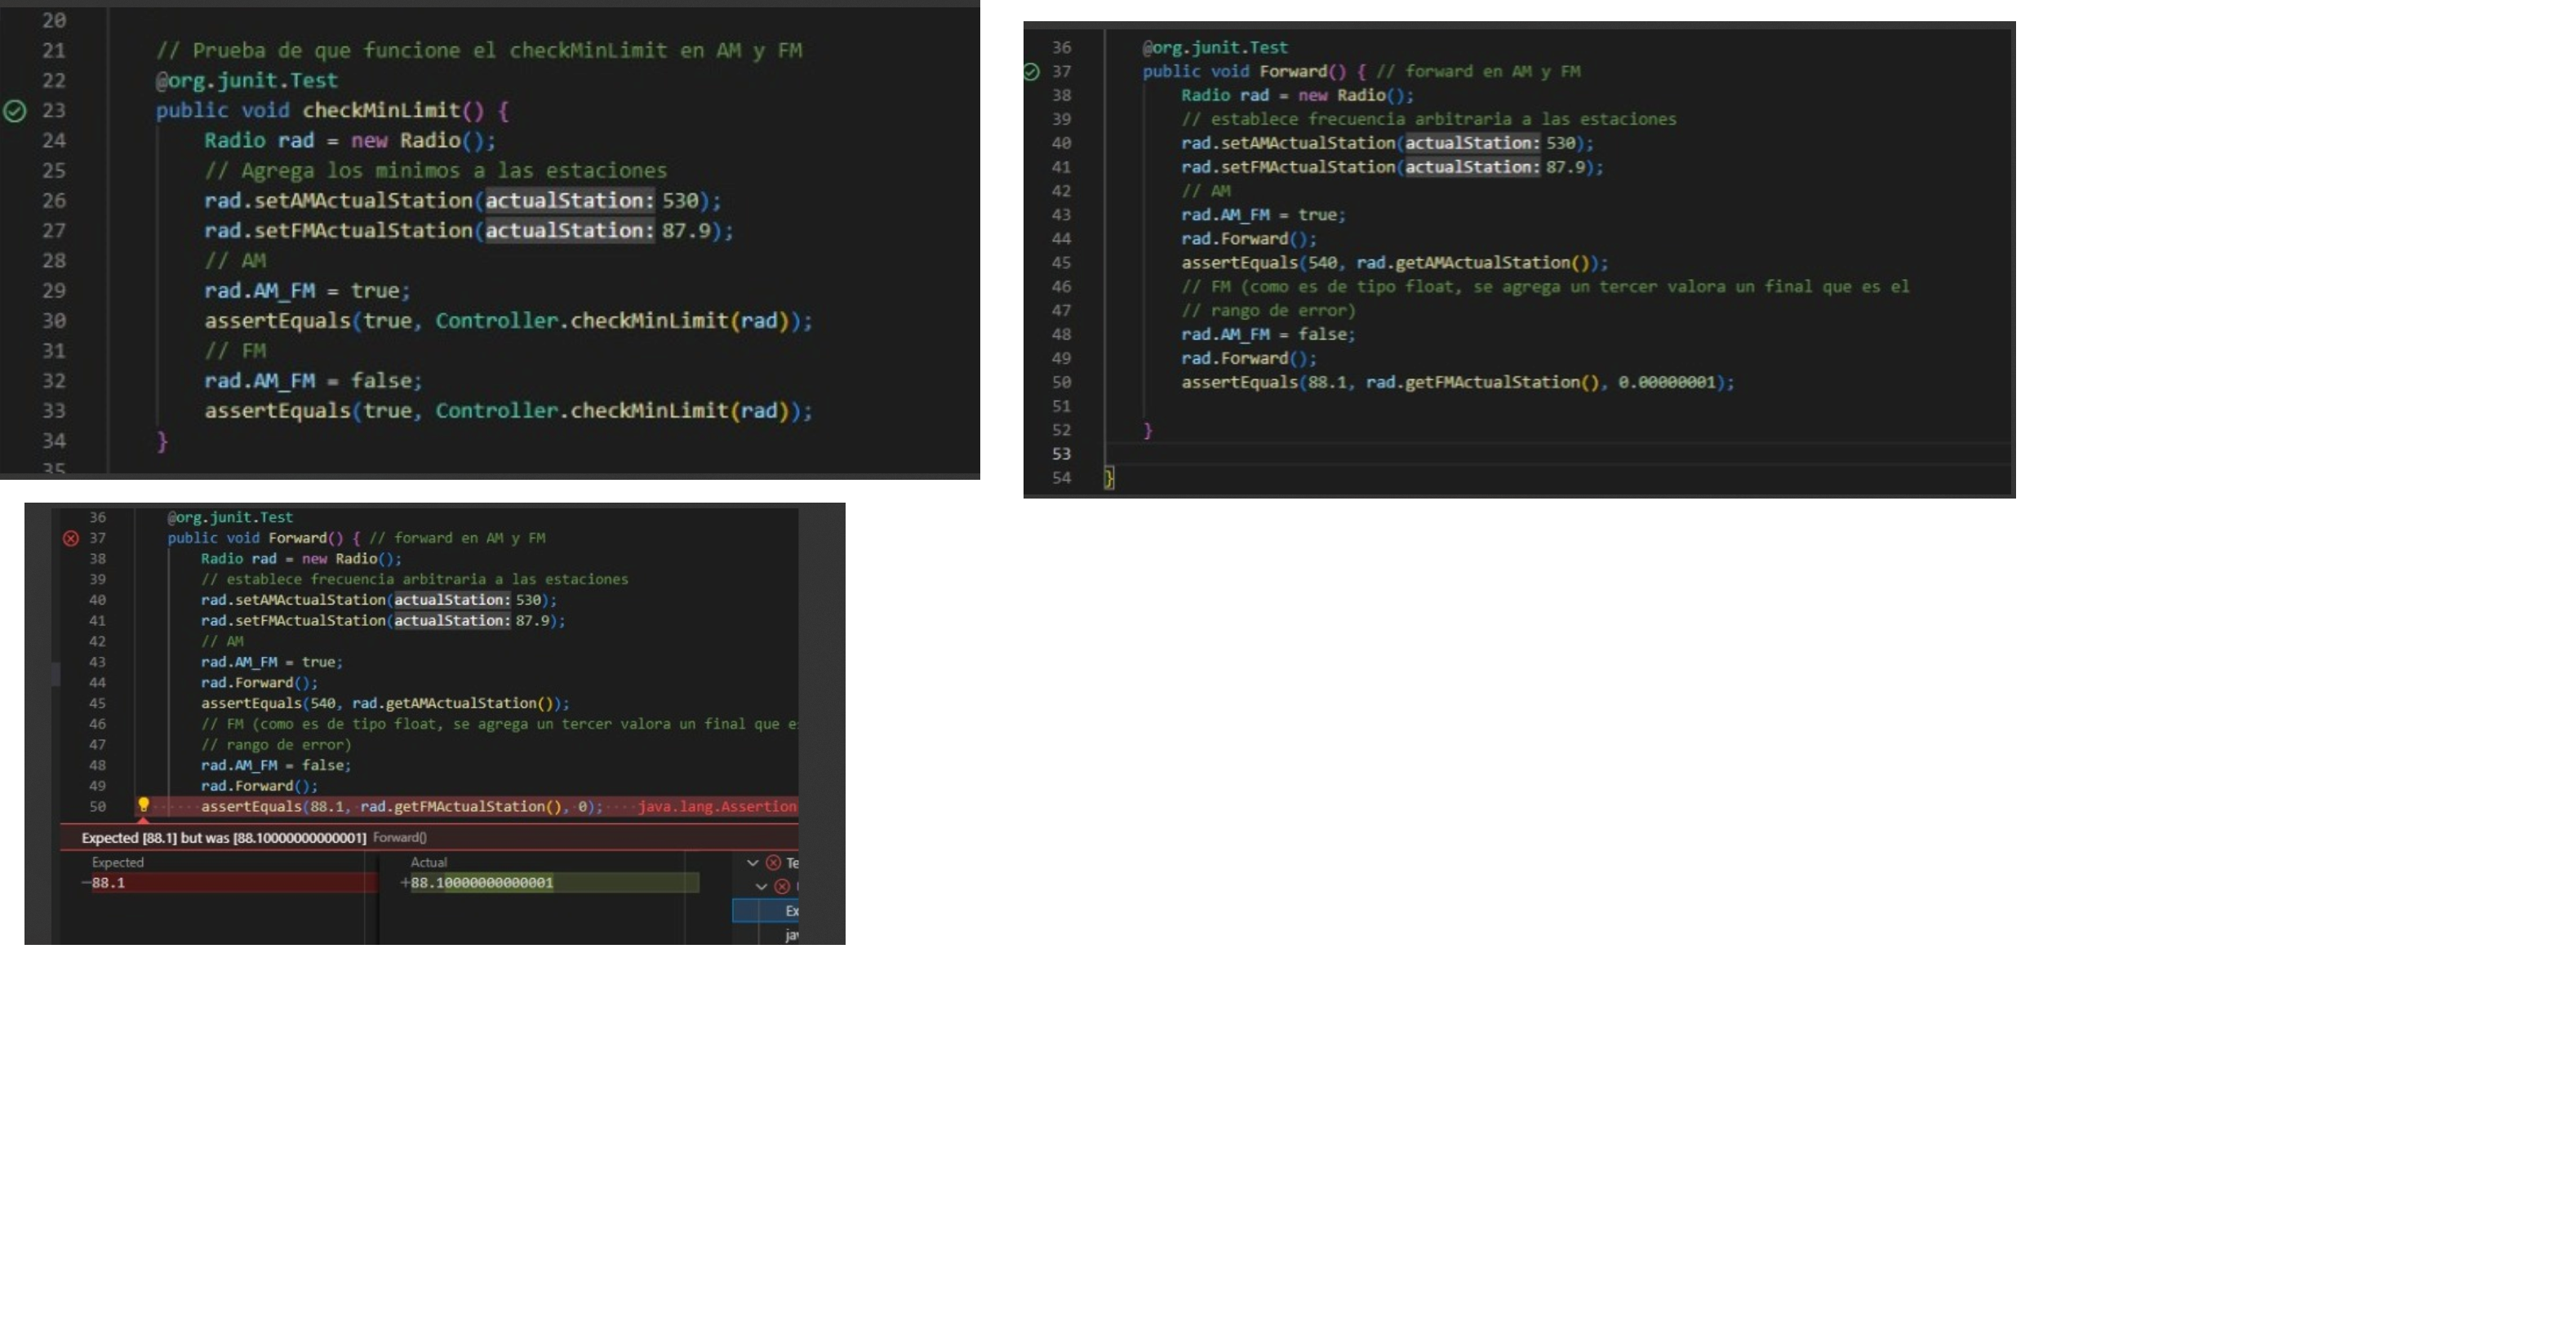 20
21 // Prueba de que funcione el checkMinLimit en AM y FM
22 @org.junit.Test
23 public void checkMinLimit() {
24 Radio rad = new Radio();
25 // Agrega los minimos a las estaciones
26 rad.setAMActualStation(actualStation: 530);
27 rad.setFMActualStation(actualStation: 87.9);
28 // AM
29 rad.AM_FM = true;
30 assertEquals(true, Controller.checkMinLimit(rad));
31 // FM
32 rad.AM_FM = false;
33 assertEquals(true, Controller.checkMinLimit(rad));
34 }
35
36 @org.junit.Test
37 public void Forward() { // forward en AM y FM
38 Radio rad = new Radio();
39 // establece frecuencia arbitraria a las estaciones
40 rad.setAMActualStation(actualStation: 530);
41 rad.setFMActualStation(actualStation: 87.9);
42 // AM
43 rad.AM_FM = true;
44 rad.Forward();
45 assertEquals(540, rad.getAMActualStation());
46 // FM (como es de tipo float, se agrega un tercer valora un final que es el
47 // rango de error)
48 rad.AM_FM = false;
49 rad.Forward();
50 assertEquals(88.1, rad.getFMActualStation(), 0.00000001);
51
52 }
53
54 }
36 @org.junit.Test
37 public void Forward() { // forward en AM y FM
38 Radio rad = new Radio();
39 // establece frecuencia arbitraria a las estaciones
40 rad.setAMActualStation(actualStation: 530);
41 rad.setFMActualStation(actualStation: 87.9);
42 // AM
43 rad.AM_FM = true;
44 rad.Forward();
45 assertEquals(540, rad.getAMActualStation());
46 // FM (como es de tipo float, se agrega un tercer valora un final que e
47 // rango de error)
48 rad.AM_FM = false;
49 rad.Forward();
50 assertEquals(88.1, rad.getFMActualStation(), 0); java.lang.Assertion
Expected [88.1] but was [88.10000000000001] Forward()
Expected Actual Te
−88.1 +88.10000000000001
Ex
ja